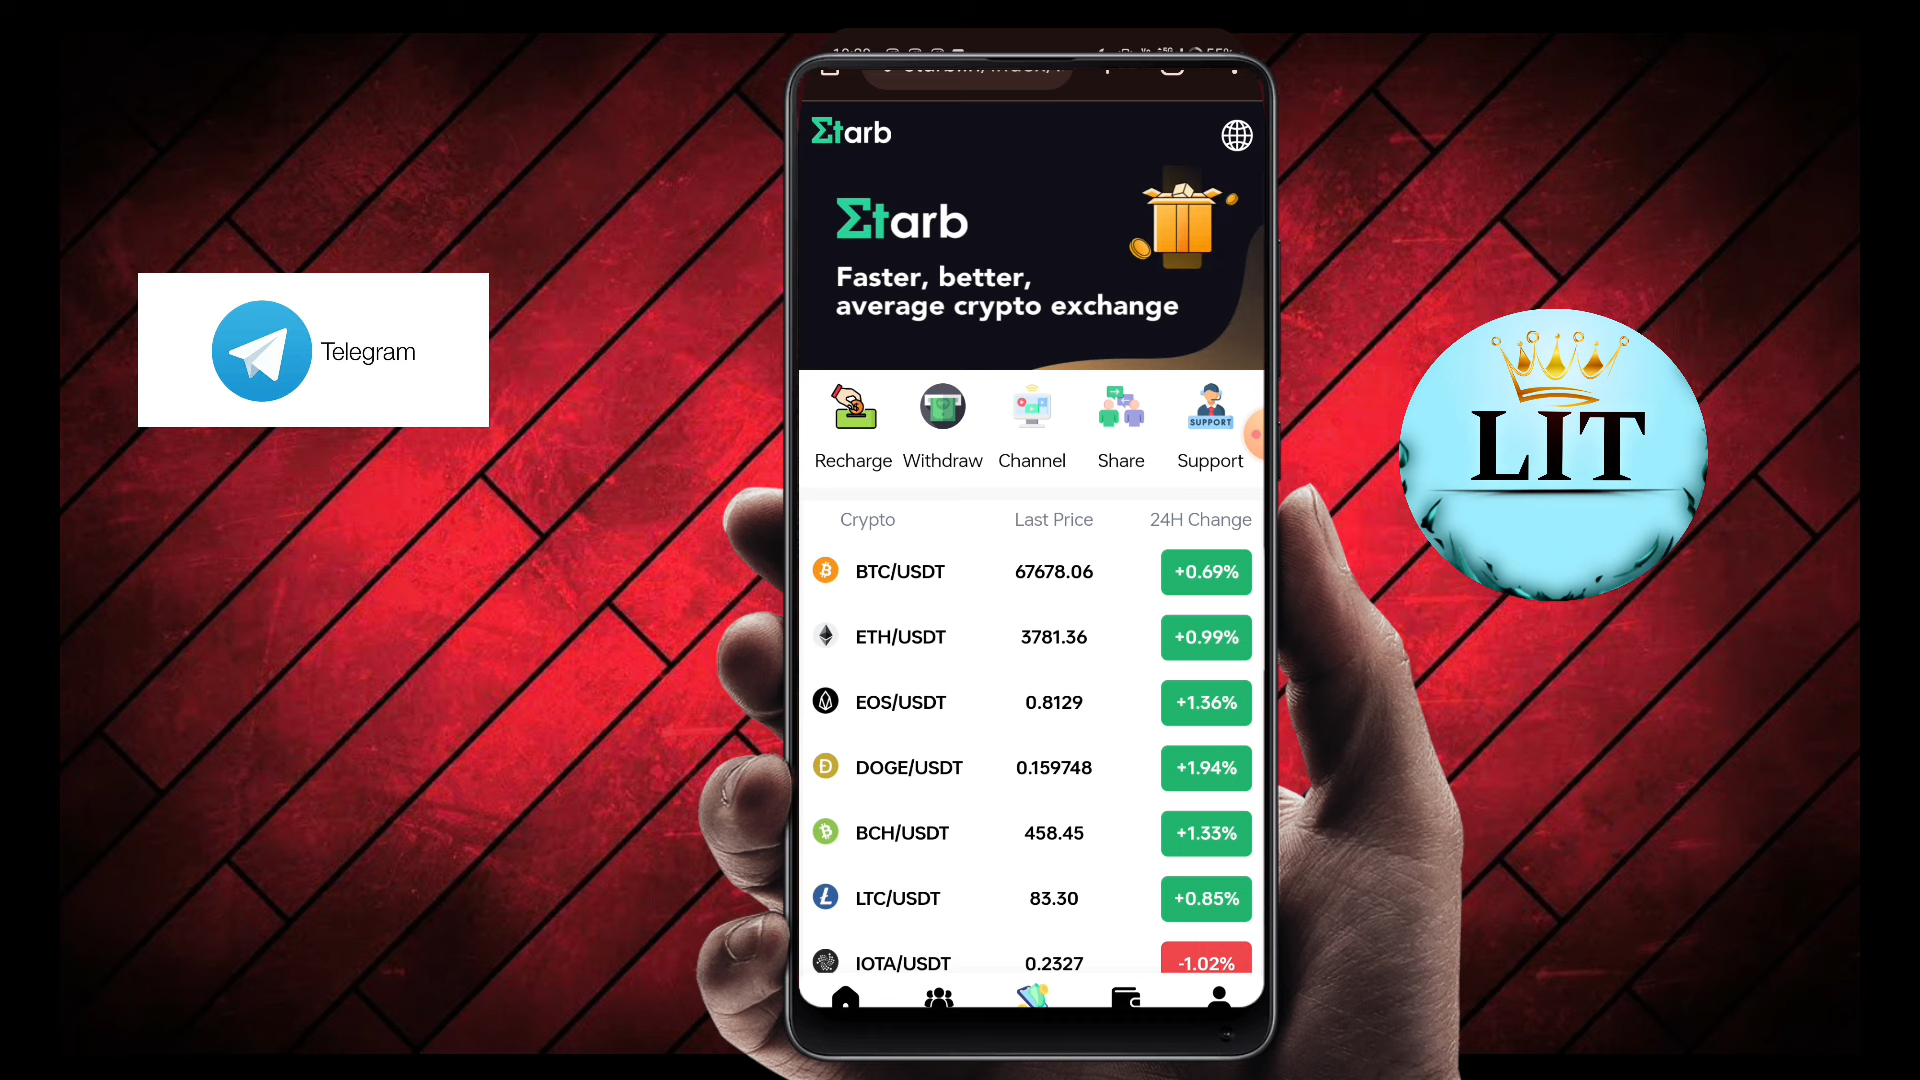 Σtarb
Σtarb
Faster, better,
average crypto exchange
Recharge Withdraw Channel Share Support
SUPPORT
Crypto Last Price 24H Change
BTC/USDT 67678.06 +0.69%
ETH/USDT 3781.36 +0.99%
EOS/USDT 0.8129 +1.36%
DOGE/USDT 0.159748 +1.94%
BCH/USDT 458.45 +1.33%
LTC/USDT 83.30 +0.85%
IOTA/USDT 0.2327 -1.02%
Telegram
LIT